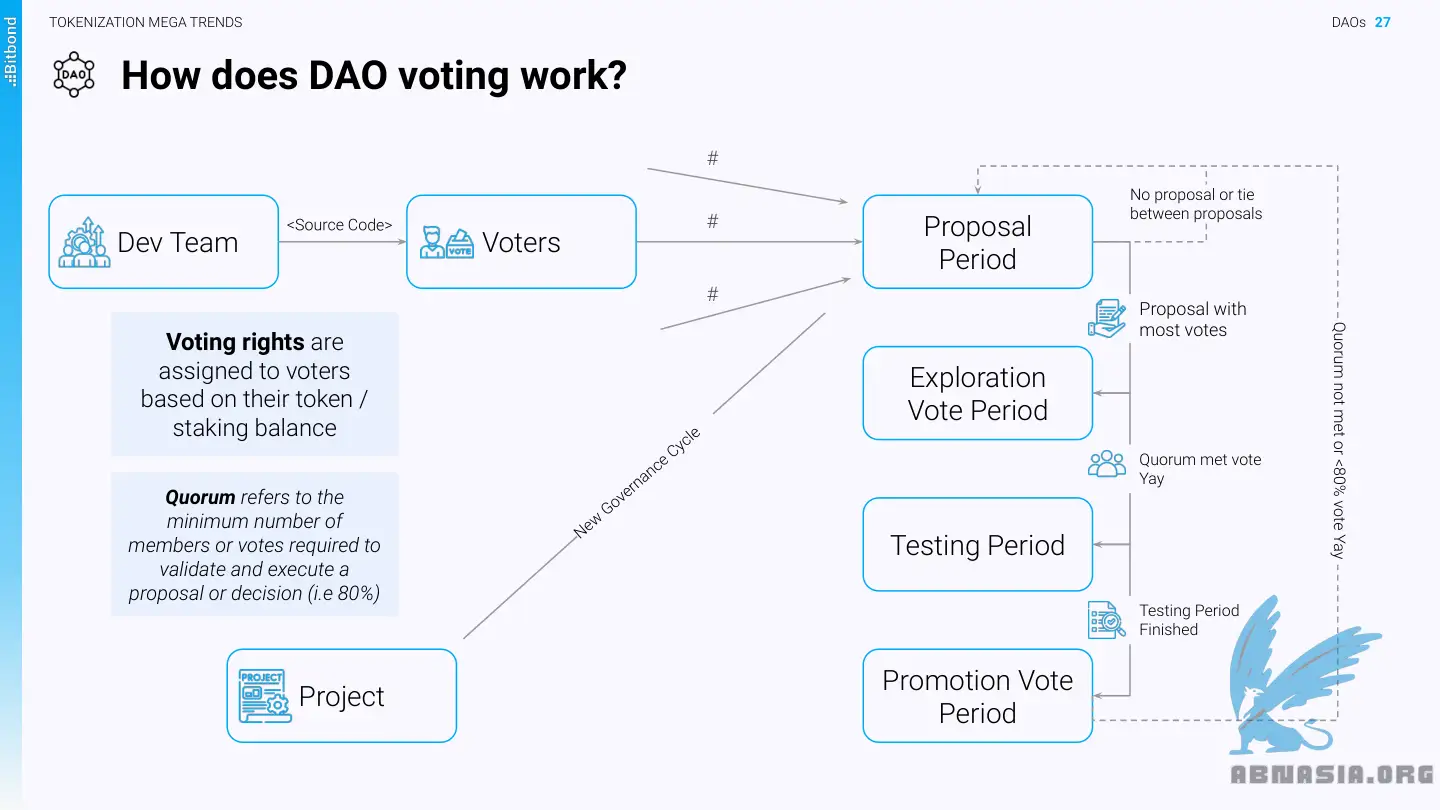 TOKENIZATION MEGA TRENDS
DAOs 27
Bitbond
DAO
How does DAO voting work?
#
#
#
Dev Team
<Source Code>
VOTE
Voters
Proposal
Period
No proposal or tie
between proposals
Proposal with
most votes
Voting rights are
assigned to voters
based on their token /
staking balance
Exploration
Vote Period
Quorum not met or <80% vote Yay
New Governance Cycle
Quorum met vote
Yay
Quorum refers to the
minimum number of
members or votes required to
validate and execute a
proposal or decision (i.e 80%)
Testing Period
Testing Period
Finished
PROJECT
Project
Promotion Vote
Period
ABNASIA.ORG